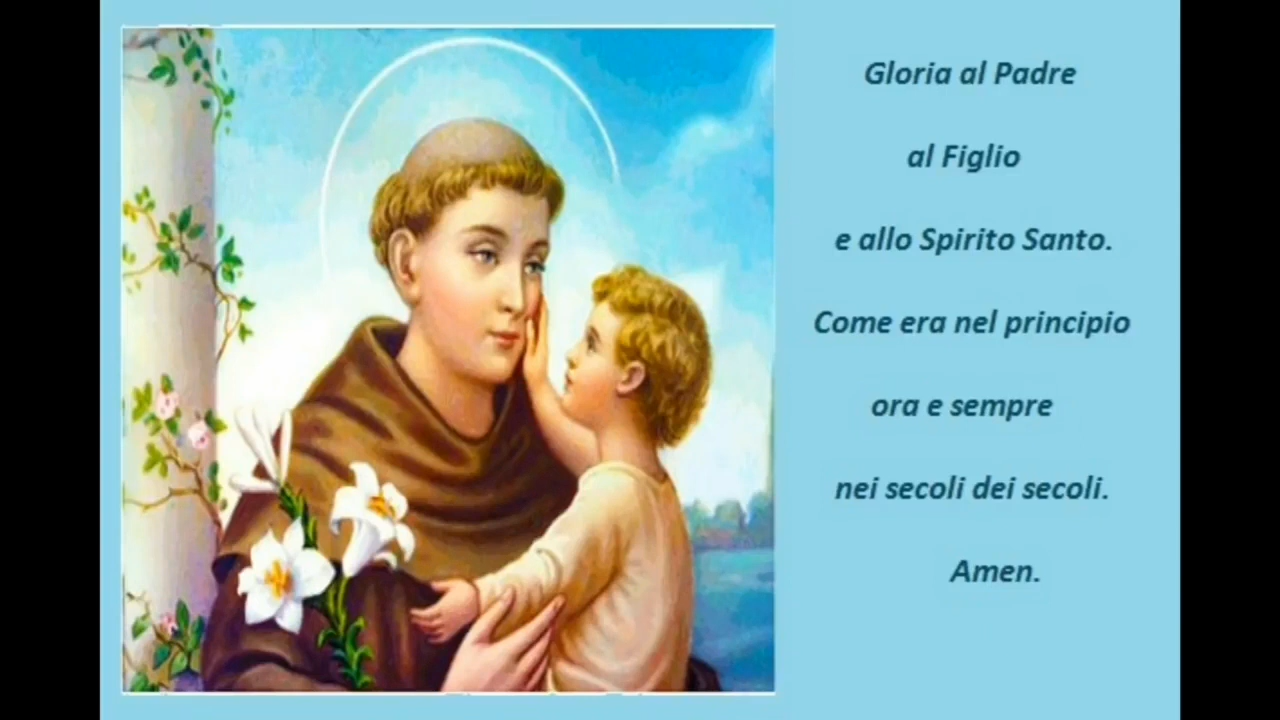 Gloria al Padre
al Figlio
e allo Spirito Santo.
Come era nel principio
ora e sempre
nei secoli dei secoli.
Amen.